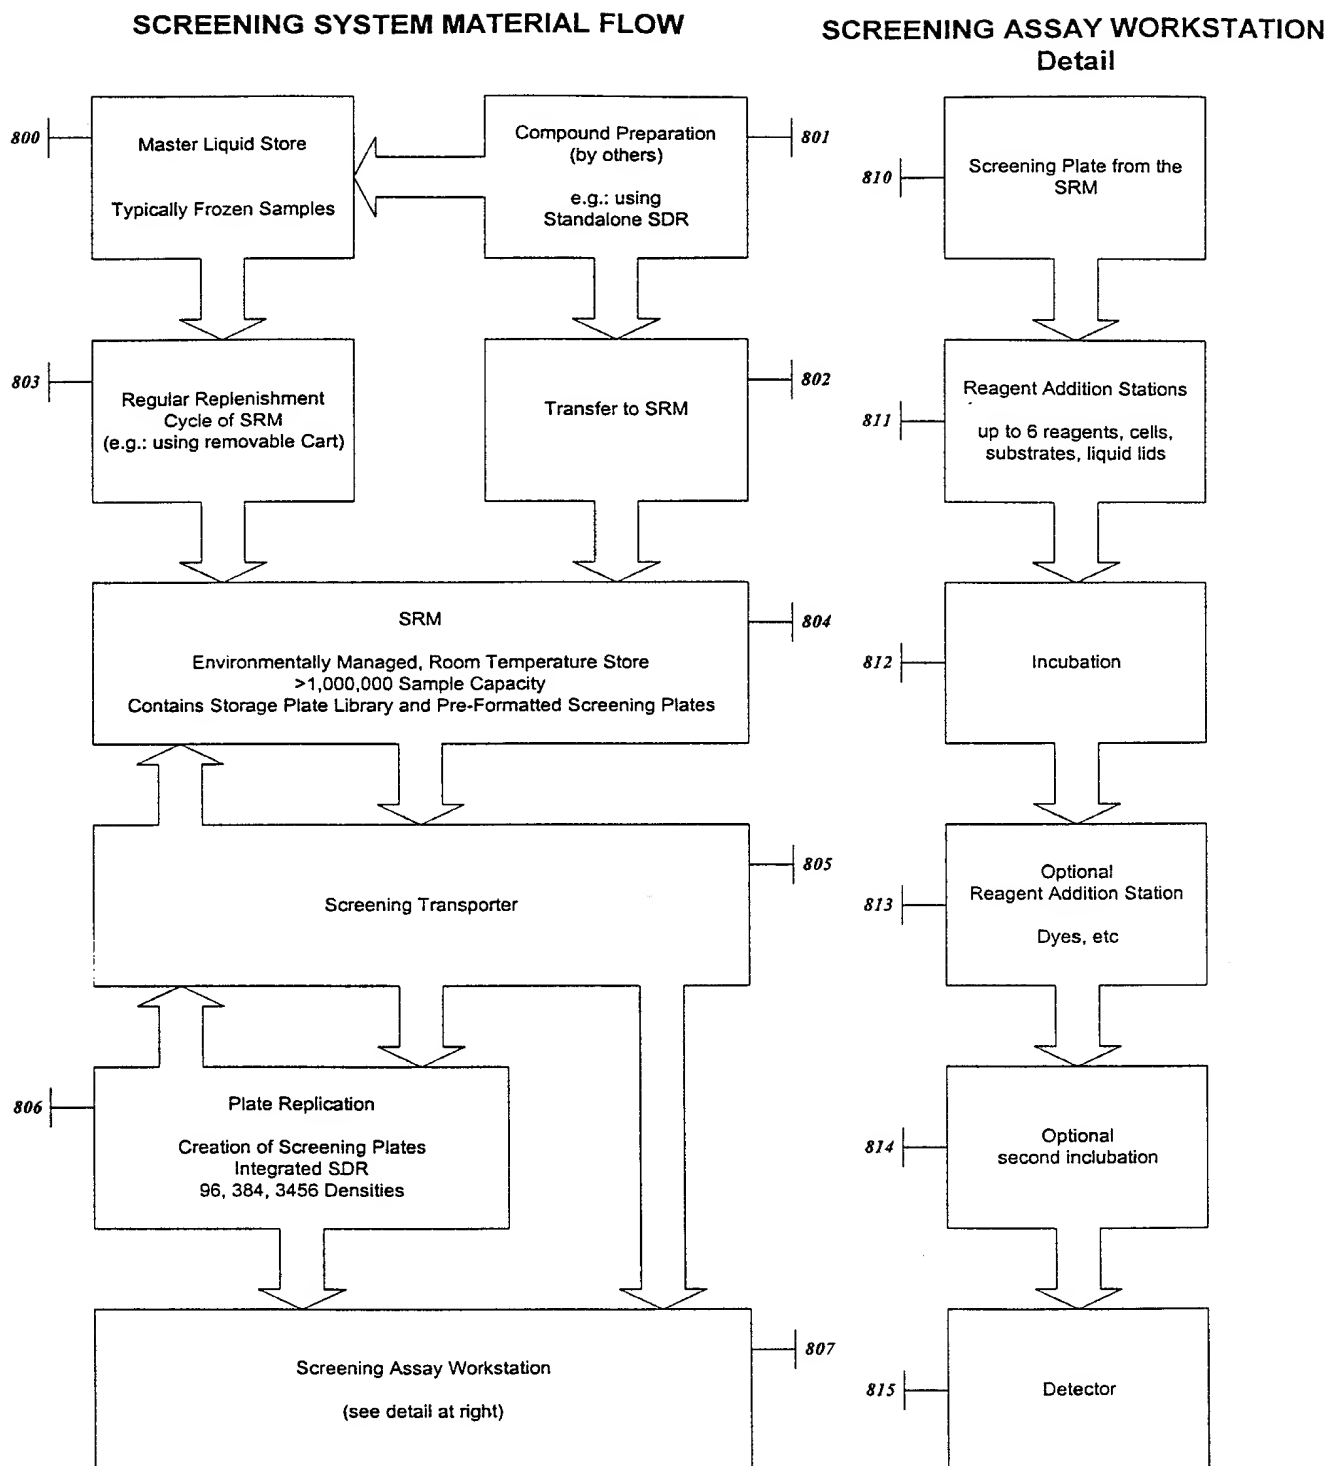 SCREENING SYSTEM MATERIAL FLOW
SCREENING ASSAY WORKSTATION
Detail
800
Master Liquid Store
Typically Frozen Samples
Compound Preparation
(by others)
e.g.: using
Standalone SDR
801
803
Regular Replenishment
Cycle of SRM
(e.g.: using removable Cart)
Transfer to SRM
802
SRM
Environmentally Managed, Room Temperature Store
>1,000,000 Sample Capacity
Contains Storage Plate Library and Pre-Formatted Screening Plates
804
Screening Transporter
805
806
Plate Replication
Creation of Screening Plates
Integrated SDR
96, 384, 3456 Densities
Screening Assay Workstation
(see detail at right)
807
810
Screening Plate from the
SRM
811
Reagent Addition Stations
up to 6 reagents, cells,
substrates, liquid lids
812
Incubation
813
Optional
Reagent Addition Station
Dyes, etc
814
Optional
second inclubation
815
Detector